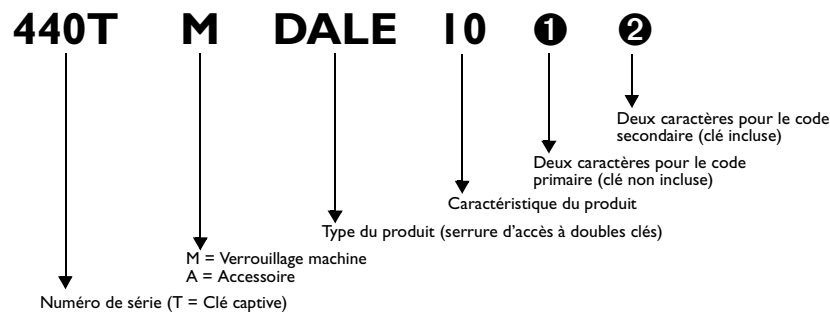 440T M DALE 10 ❶ ❷
Deux caractères pour le code
secondaire (clé incluse)
Deux caractères pour le code
primaire (clé non incluse)
Caractéristique du produit
Type du produit (serrure d’accès à doubles clés)
M = Verrouillage machine
A = Accessoire
Numéro de série (T = Clé captive)